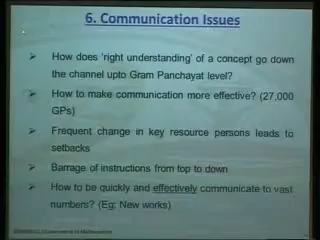 6. Communication Issues
➢ How does 'right understanding' of a concept go down
the channel upto Gram Panchayat level?
➢ How to make communication more effective? (27,000
GPs)
➢ Frequent change in key resource persons leads to
setbacks
➢ Barrage of instructions from top to down
➢ How to be quickly and effectively communicate to vast
numbers? (Eg: New works)